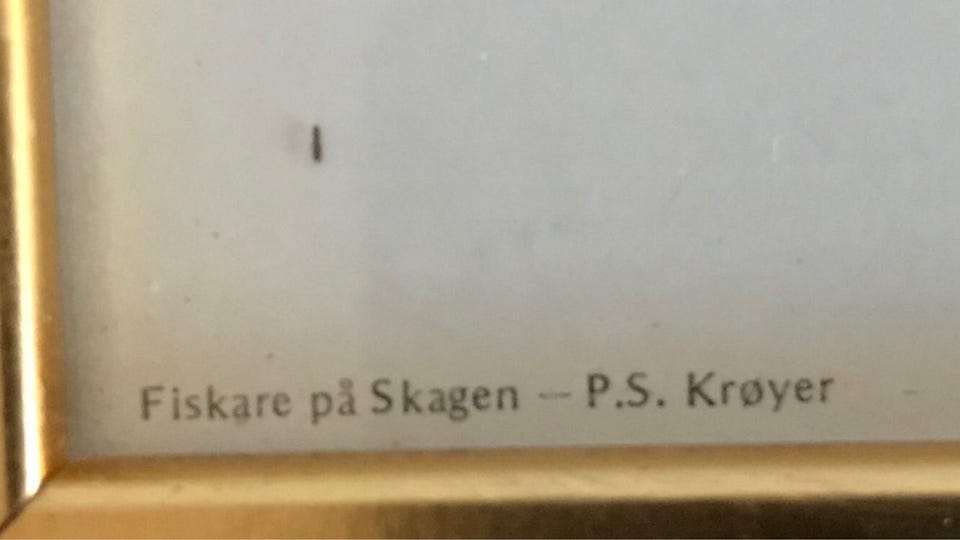 Fiskare på Skagen — P.S. Krøyer